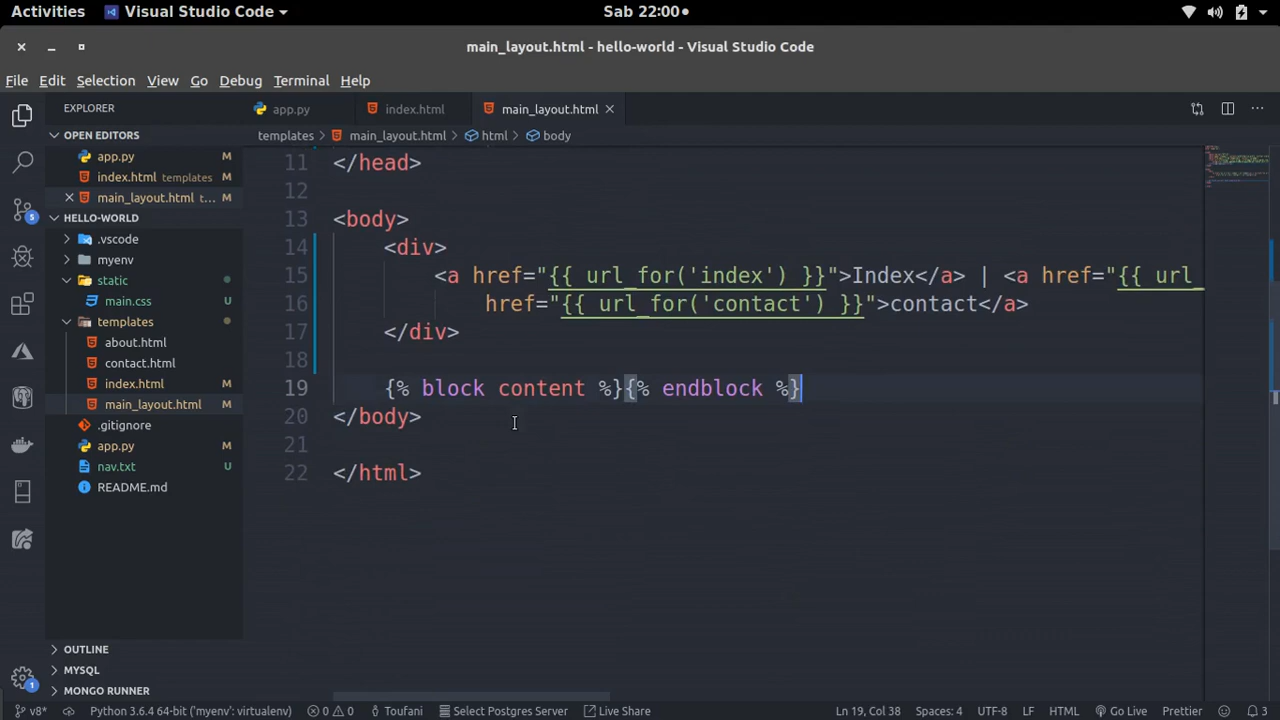 Activities Visual Studio Code Sab 22:00
main_layout.html - hello-world - Visual Studio Code
File Edit Selection View Go Debug Terminal Help
EXPLORER app.py index.html main_layout.html
OPEN EDITORS
templates main_layout.html html body
app.py M
index.html templates M
main_layout.html t... M
HELLO-WORLD
.vscode
myenv
static
main.css U
templates
about.html
contact.html
index.html M
main_layout.html M
.gitignore
app.py M
nav.txt U
README.md
OUTLINE
MYSQL
MONGO RUNNER
11 </head>
12
13 <body>
14 <div>
15 <a href="{{ url_for('index') }}">Index</a> | <a href="{{ url_
16 href="{{ url_for('contact') }}">contact</a>
17 </div>
18
19 {% block content %}{% endblock %}
20 </body>
21
22 </html>
5
1
v8* Python 3.6.4 64-bit ('myenv': virtualenv) 0 0 Toufani Select Postgres Server Live Share Ln 19, Col 38 Spaces: 4 UTF-8 LF HTML Go Live Prettier 3